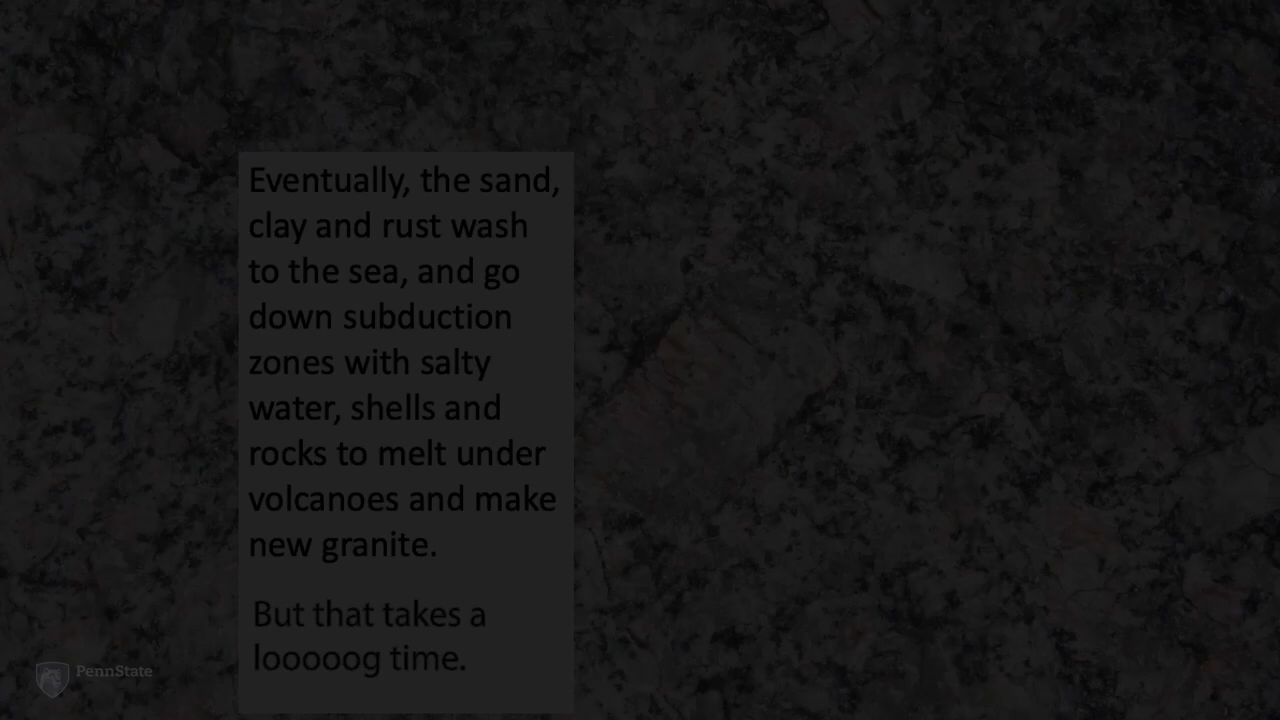 Eventually, the sand,
clay and rust wash
to the sea, and go
down subduction
zones with salty
water, shells and
rocks to melt under
volcanoes and make
new granite.
But that takes a
looooog time.
PennState